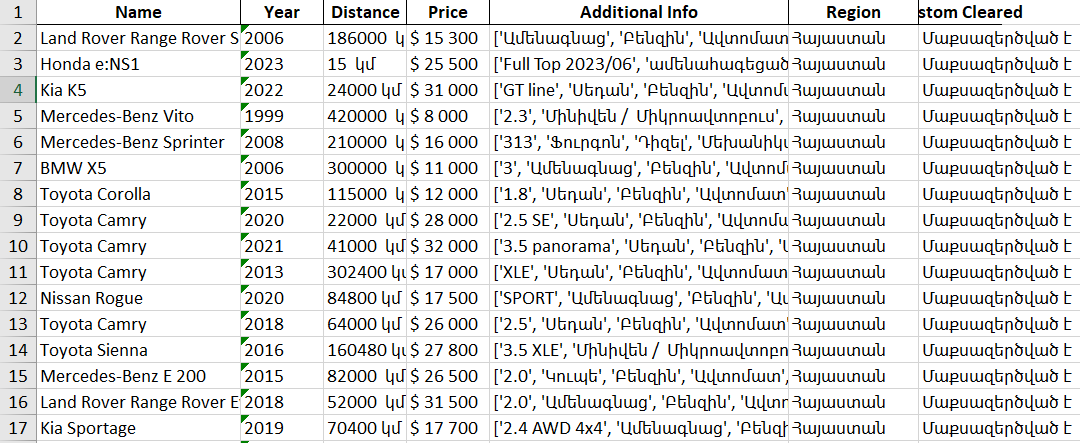 1 Name Year Distance Price Additional Info Region stom Cleared
2 Land Rover Range Rover S 2006 186000 կ $ 15 300 ['Ամենագնաց', 'Բենզին', 'Ավտոմատ Հայաստան Մաքսազերծված է
3 Honda e:NS1 2023 15 կմ $ 25 500 ['Full Top 2023/06', 'ամենահագեցած Հայաստան Մաքսազերծված է
4 Kia K5 2022 24000 կմ $ 31 000 ['GT line', 'Սեդան', 'Բենզին', 'Ավտոմ Հայաստան Մաքսազերծված է
5 Mercedes-Benz Vito 1999 420000 կ $ 8 000 ['2.3', 'Մինիվեն / Միկրոավտոբուս', Հայաստան Մաքսազերծված է
6 Mercedes-Benz Sprinter 2008 210000 կ $ 16 000 ['313', 'Ֆուրգոն', 'Դիզել', 'Մեխանիկ Հայաստան Մաքսազերծված է
7 BMW X5 2006 300000 կ $ 11 000 ['3', 'Ամենագնաց', 'Բենզին', 'Ավտոմ Հայաստան Մաքսազերծված է
8 Toyota Corolla 2015 115000 կ $ 12 000 ['1.8', 'Սեդան', 'Բենզին', 'Ավտոմատ Հայաստան Մաքսազերծված է
9 Toyota Camry 2020 22000 կմ $ 28 000 ['2.5 SE', 'Սեդան', 'Բենզին', 'Ավտոմ Հայաստան Մաքսազերծված է
10 Toyota Camry 2021 41000 կմ $ 32 000 ['3.5 panorama', 'Սեդան', 'Բենզին', ' Հայաստան Մաքսազերծված է
11 Toyota Camry 2013 302400 կ $ 17 000 ['XLE', 'Սեդան', 'Բենզին', 'Ավտոմատ Հայաստան Մաքսազերծված է
12 Nissan Rogue 2020 84800 կմ $ 17 500 ['SPORT', 'Ամենագնաց', 'Բենզին', 'Ա Հայաստան Մաքսազերծված է
13 Toyota Camry 2018 64000 կմ $ 26 000 ['2.5', 'Սեդան', 'Բենզին', 'Ավտոմատ' Հայաստան Մաքսազերծված է
14 Toyota Sienna 2016 160480 կ $ 27 800 ['3.5 XLE', 'Մինիվեն / Միկրոավտոբո Հայաստան Մաքսազերծված է
15 Mercedes-Benz E 200 2015 82000 կմ $ 26 500 ['2.0', 'Կուպե', 'Բենզին', 'Ավտոմատ', Հայաստան Մաքսազերծված է
16 Land Rover Range Rover E 2018 52000 կմ $ 31 500 ['2.0', 'Ամենագնաց', 'Բենզին', 'Ավտո Հայաստան Մաքսազերծված է
17 Kia Sportage 2019 70400 կմ $ 17 700 ['2.4 AWD 4x4', 'Ամենագնաց', 'Բենզ Հայաստան Մաքսազերծված է